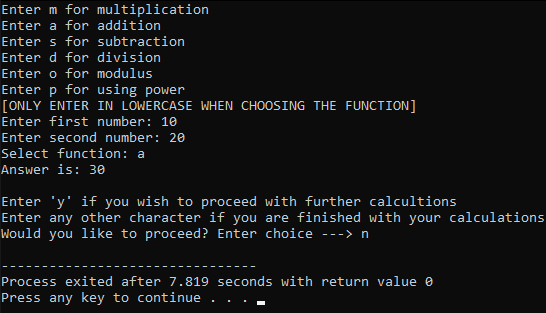 Enter m for multiplication
Enter a for addition
Enter s for subtraction
Enter d for division
Enter o for modulus
Enter p for using power
[ONLY ENTER IN LOWERCASE WHEN CHOOSING THE FUNCTION]
Enter first number: 10
Enter second number: 20
Select function: a
Answer is: 30
Enter 'y' if you wish to proceed with further calcultions
Enter any other character if you are finished with your calculations
Would you like to proceed? Enter choice ---> n
--------------------------------
Process exited after 7.819 seconds with return value 0
Press any key to continue . . .